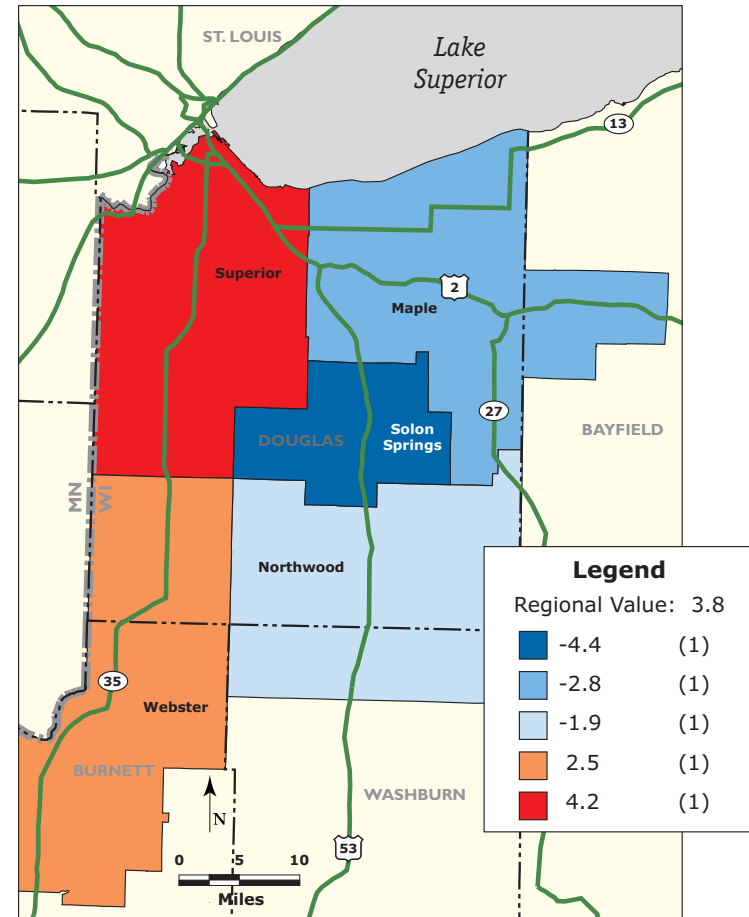 ST. LOUIS
Lake
Superior
13
Superior
2
Maple
27
DOUGLAS
Solon
Springs
BAYFIELD
MN
WI
Northwood
35
Webster
BURNETT
WASHBURN
N
53
0 5 10
Miles
Legend
Regional Value: 3.8
-4.4 (1)
-2.8 (1)
-1.9 (1)
2.5 (1)
4.2 (1)